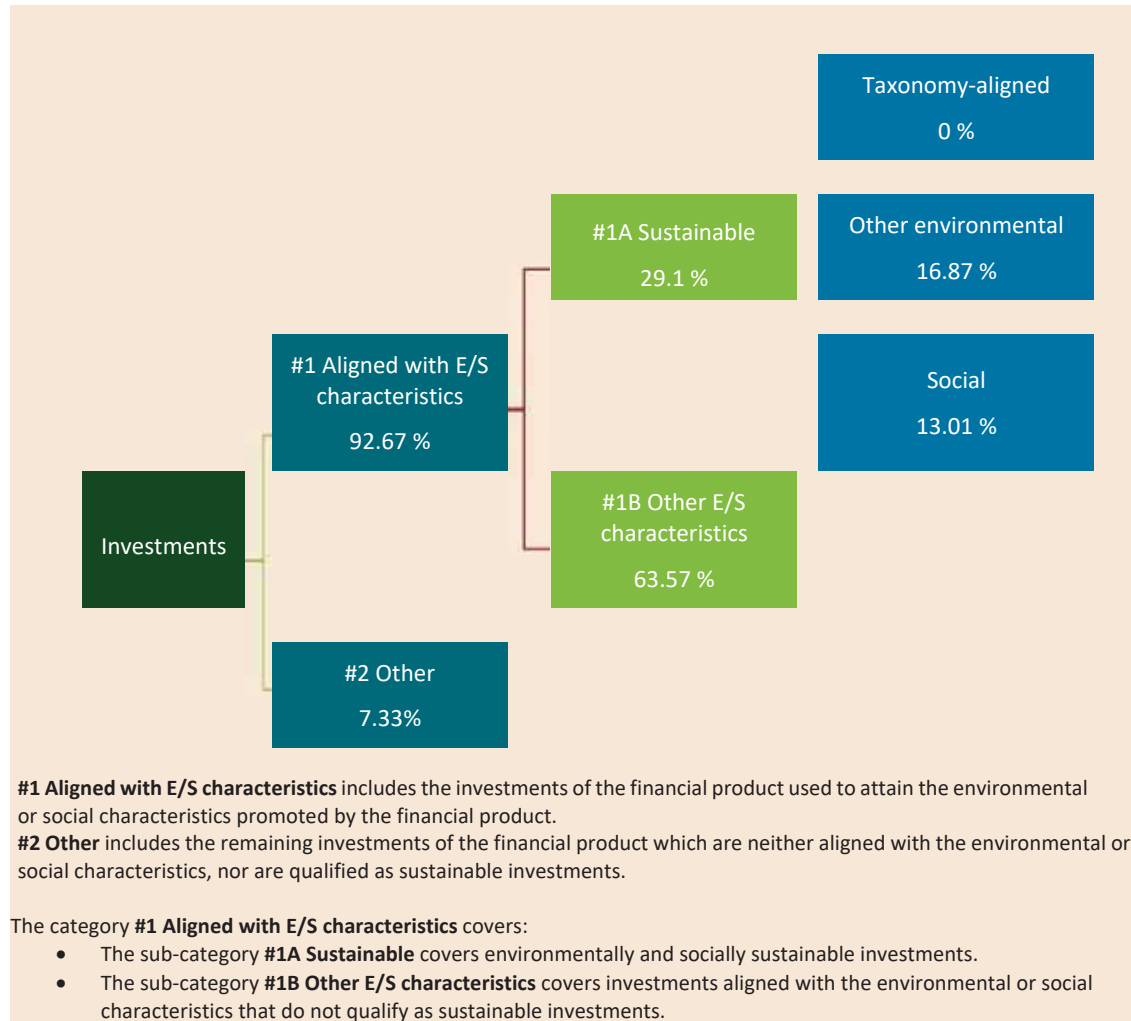 Taxonomy-aligned
0 %
#1A Sustainable
29.1 %
Other environmental
16.87 %
#1 Aligned with E/S
characteristics
92.67 %
Social
13.01 %
Investments
#1B Other E/S
characteristics
63.57 %
#2 Other
7.33%
#1 Aligned with E/S characteristics includes the investments of the financial product used to attain the environmental
or social characteristics promoted by the financial product.
#2 Other includes the remaining investments of the financial product which are neither aligned with the environmental or
social characteristics, nor are qualified as sustainable investments.
The category #1 Aligned with E/S characteristics covers:
• The sub-category #1A Sustainable covers environmentally and socially sustainable investments.
• The sub-category #1B Other E/S characteristics covers investments aligned with the environmental or social
characteristics that do not qualify as sustainable investments.